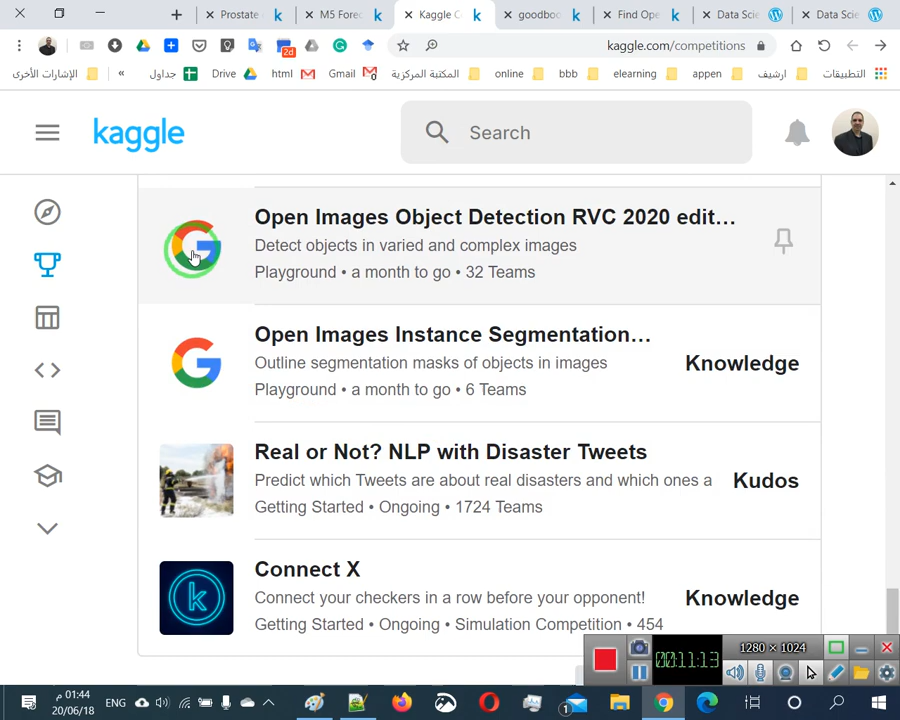 Prostate
M5 Fored
Kaggle C
goodboo
Find Ope
Data Scie
Data Scie
kaggle.com/competitions
2d
التطبيقات
ارشيف
appen
elearning
bbb
online
المكتبة المركزية
Gmail
html
Drive
جداول
»
الإشارات الأخرى
kaggle
Search
Open Images Object Detection RVC 2020 edit...
Detect objects in varied and complex images
Playground • a month to go • 32 Teams
Open Images Instance Segmentation...
Outline segmentation masks of objects in images
Knowledge
Playground • a month to go • 6 Teams
Real or Not? NLP with Disaster Tweets
Predict which Tweets are about real disasters and which ones a
Kudos
Getting Started • Ongoing • 1724 Teams
Connect X
Connect your checkers in a row before your opponent!
Knowledge
Getting Started • Ongoing • Simulation Competition • 454
1280 × 1024
00:11:13
01:44 م
ENG
20/06/18
1